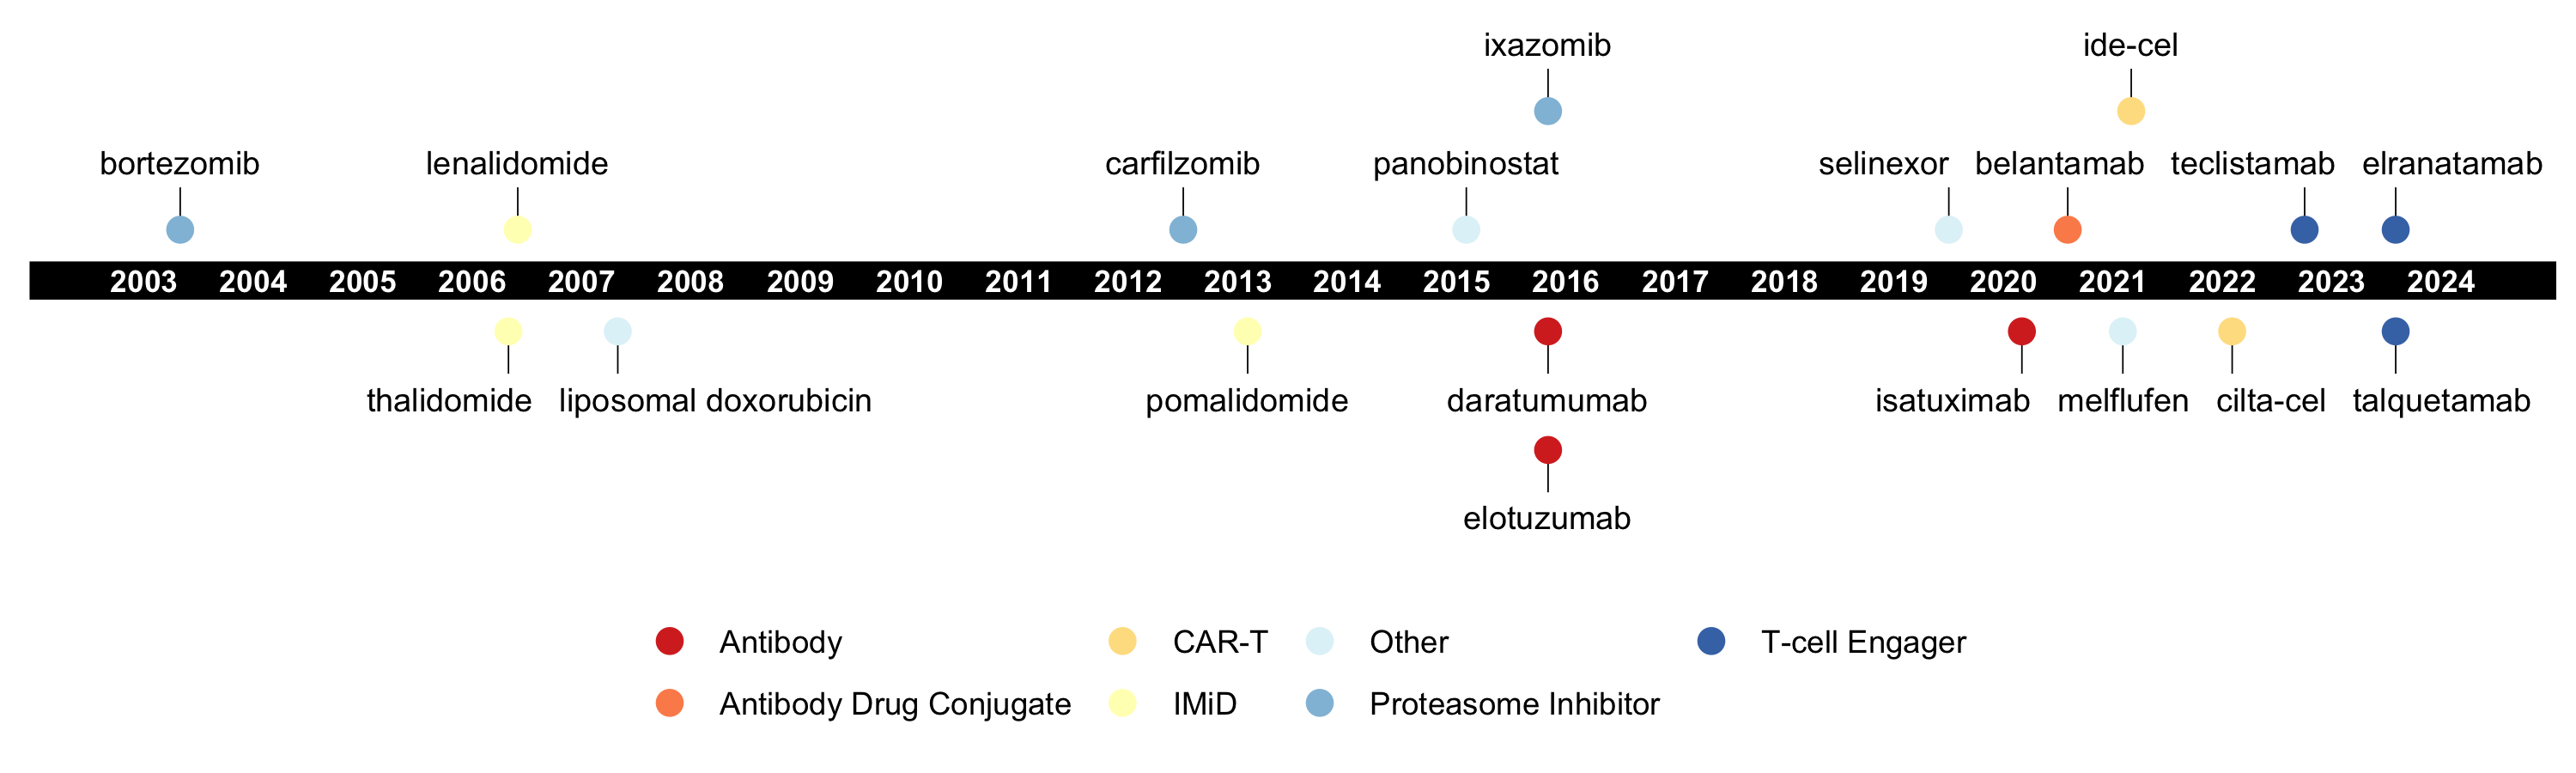 ixazomib ide-cel
bortezomib lenalidomide carfilzomib panobinostat selinexor belantamab teclistamab elranatamab
2003 2004 2005 2006 2007 2008 2009 2010 2011 2012 2013 2014 2015 2016 2017 2018 2019 2020 2021 2022 2023 2024
thalidomide liposomal doxorubicin pomalidomide daratumumab isatuximab melflufen cilta-cel talquetamab
elotuzumab
Antibody CAR-T Other T-cell Engager
Antibody Drug Conjugate IMiD Proteasome Inhibitor